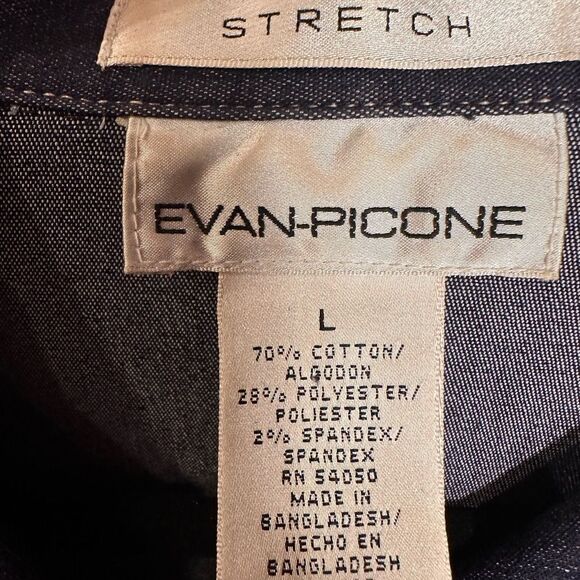 STRETCH
EVAN-PICONE
L
70% COTTON/
ALGODON
28% POLYESTER/
POLIESTER
2% SPANDEX/
SPANDEX
RN 54050
MADE IN
BANGLADESH/
HECHO EN
BANGLADESH